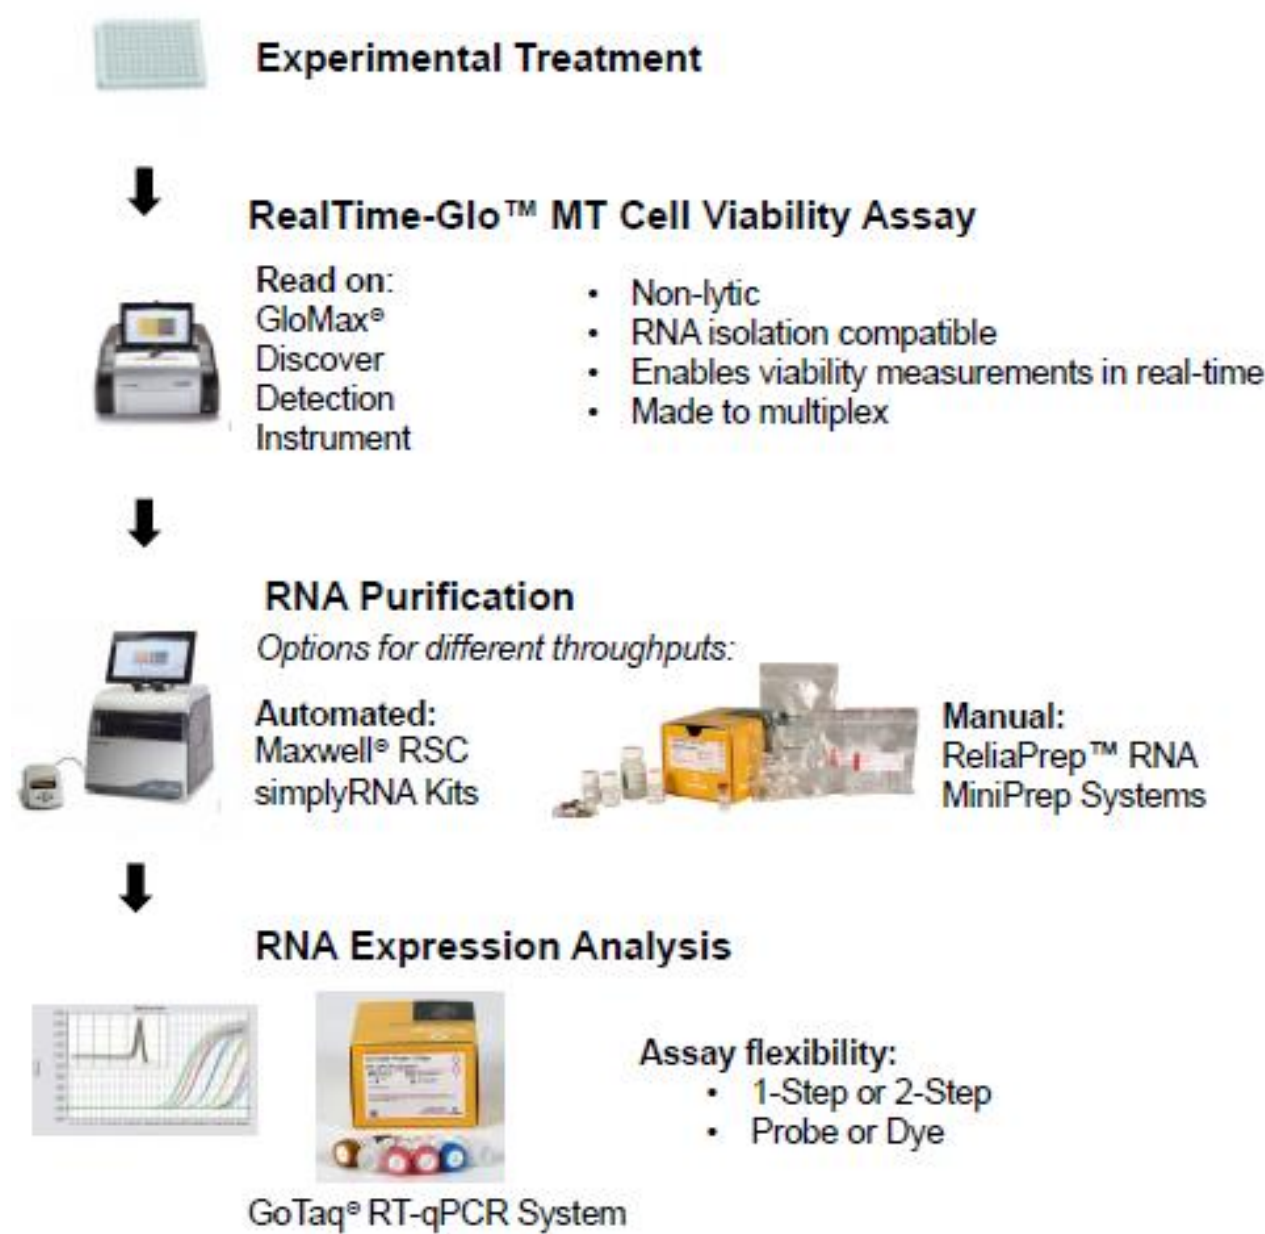 Experimental Treatment
RealTime-Glo™ MT Cell Viability Assay
Read on:
GloMax®
Discover
Detection
Instrument
• Non-lytic
• RNA isolation compatible
• Enables viability measurements in real-time
• Made to multiplex
RNA Purification
Options for different throughputs:
Automated:
Maxwell® RSC
simplyRNA Kits
Manual:
ReliaPrep™ RNA
MiniPrep Systems
RNA Expression Analysis
Assay flexibility:
• 1-Step or 2-Step
• Probe or Dye
GoTaq® RT-qPCR System